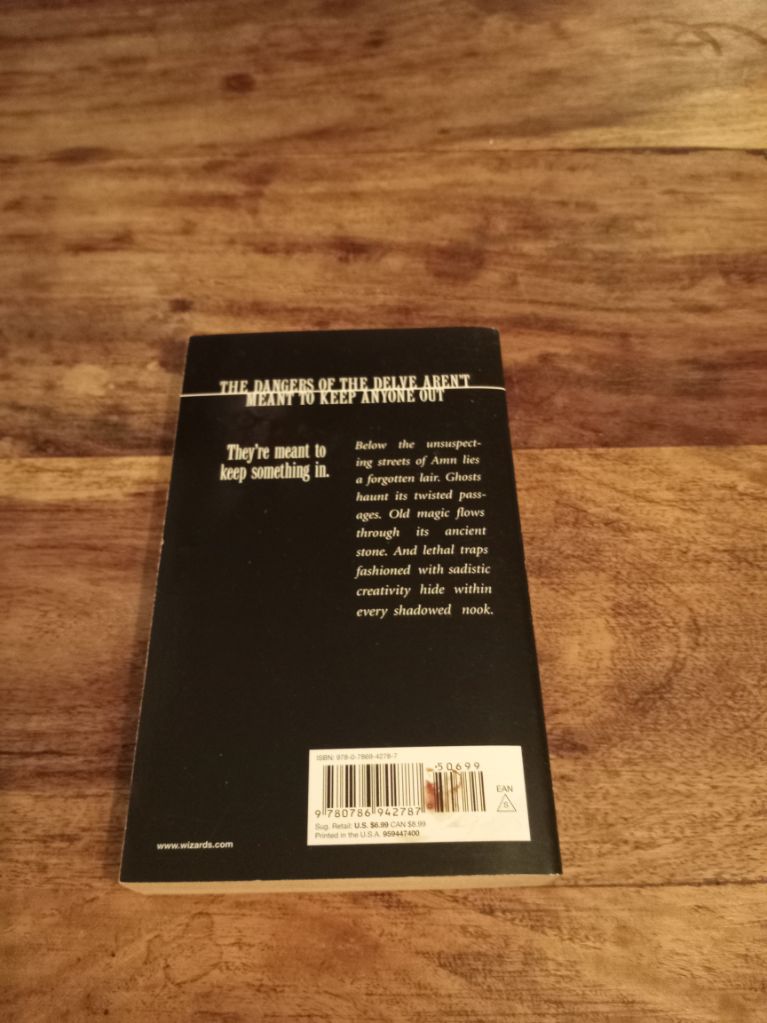 THE DANGERS OF THE DELVE AREN'T
MEANT TO KEEP ANYONE OUT
They're meant to
keep something in.
Below the unsuspect-
ing streets of Amn lies
a forgotten lair. Ghosts
haunt its twisted pass-
ages. Old magic flows
through its ancient
stone. And lethal traps
fashioned with sadistic
creativity hide within
every shadowed nook.
ISBN: 978-0-7869-4278-7
50699
9 780786 942787
EAN
S
Sug. Retail: U.S. $6.99 CAN $8.99
Printed in the U.S.A. 959447400
www.wizards.com